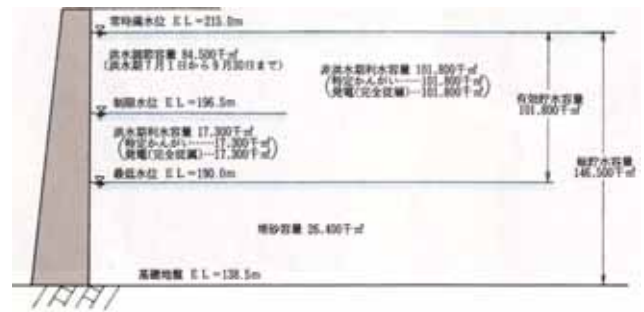 常時満水位 EL=215.0m
洪水調節容量 84,500千㎥
(洪水期7月1日から9月30日まで)
非洪水期利水容量 101,800千㎥
(特定かんがい……101,800千㎥
発電(完全従属)…101,800千㎥)
有効貯水容量
101,800千㎥
制限水位 EL=196.5m
洪水期利水容量 17,300千㎥
(特定かんがい……17,300千㎥
発電(完全従属)…17,300千㎥)
総貯水容量
146,500千㎥
最低水位 EL=190.0m
堆砂容量 26,400千㎥
基礎地盤 EL=138.5m